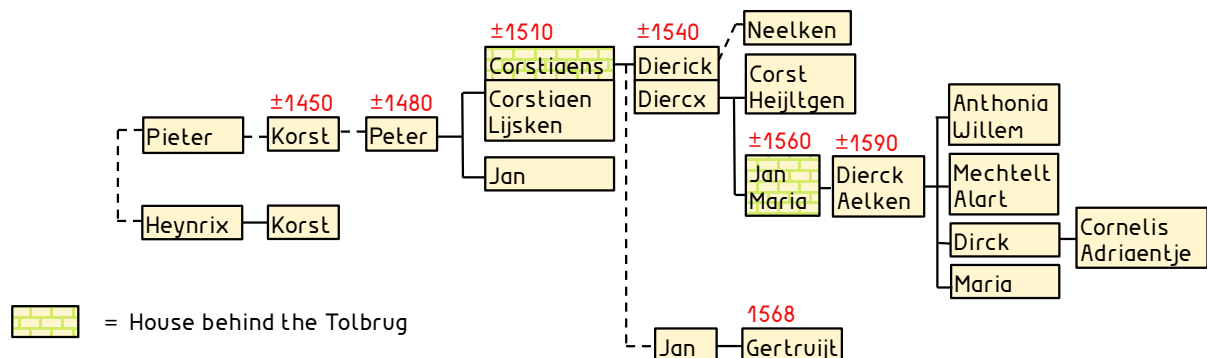 ±1510
±1540
Neelken
Corstiaens
Dierick
Corst
Heijltgen
Diercx
±1450
±1480
Corstiaen
Lijsken
Anthonia
Willem
Pieter
Korst
Peter
±1560
±1590
Jan
Jan
Maria
Dierck
Aelken
Mechtelt
Alart
Heynrix
Korst
Dirck
Cornelis
Adriaentje
Maria
= House behind the Tolbrug
1568
Jan
Gertruijt